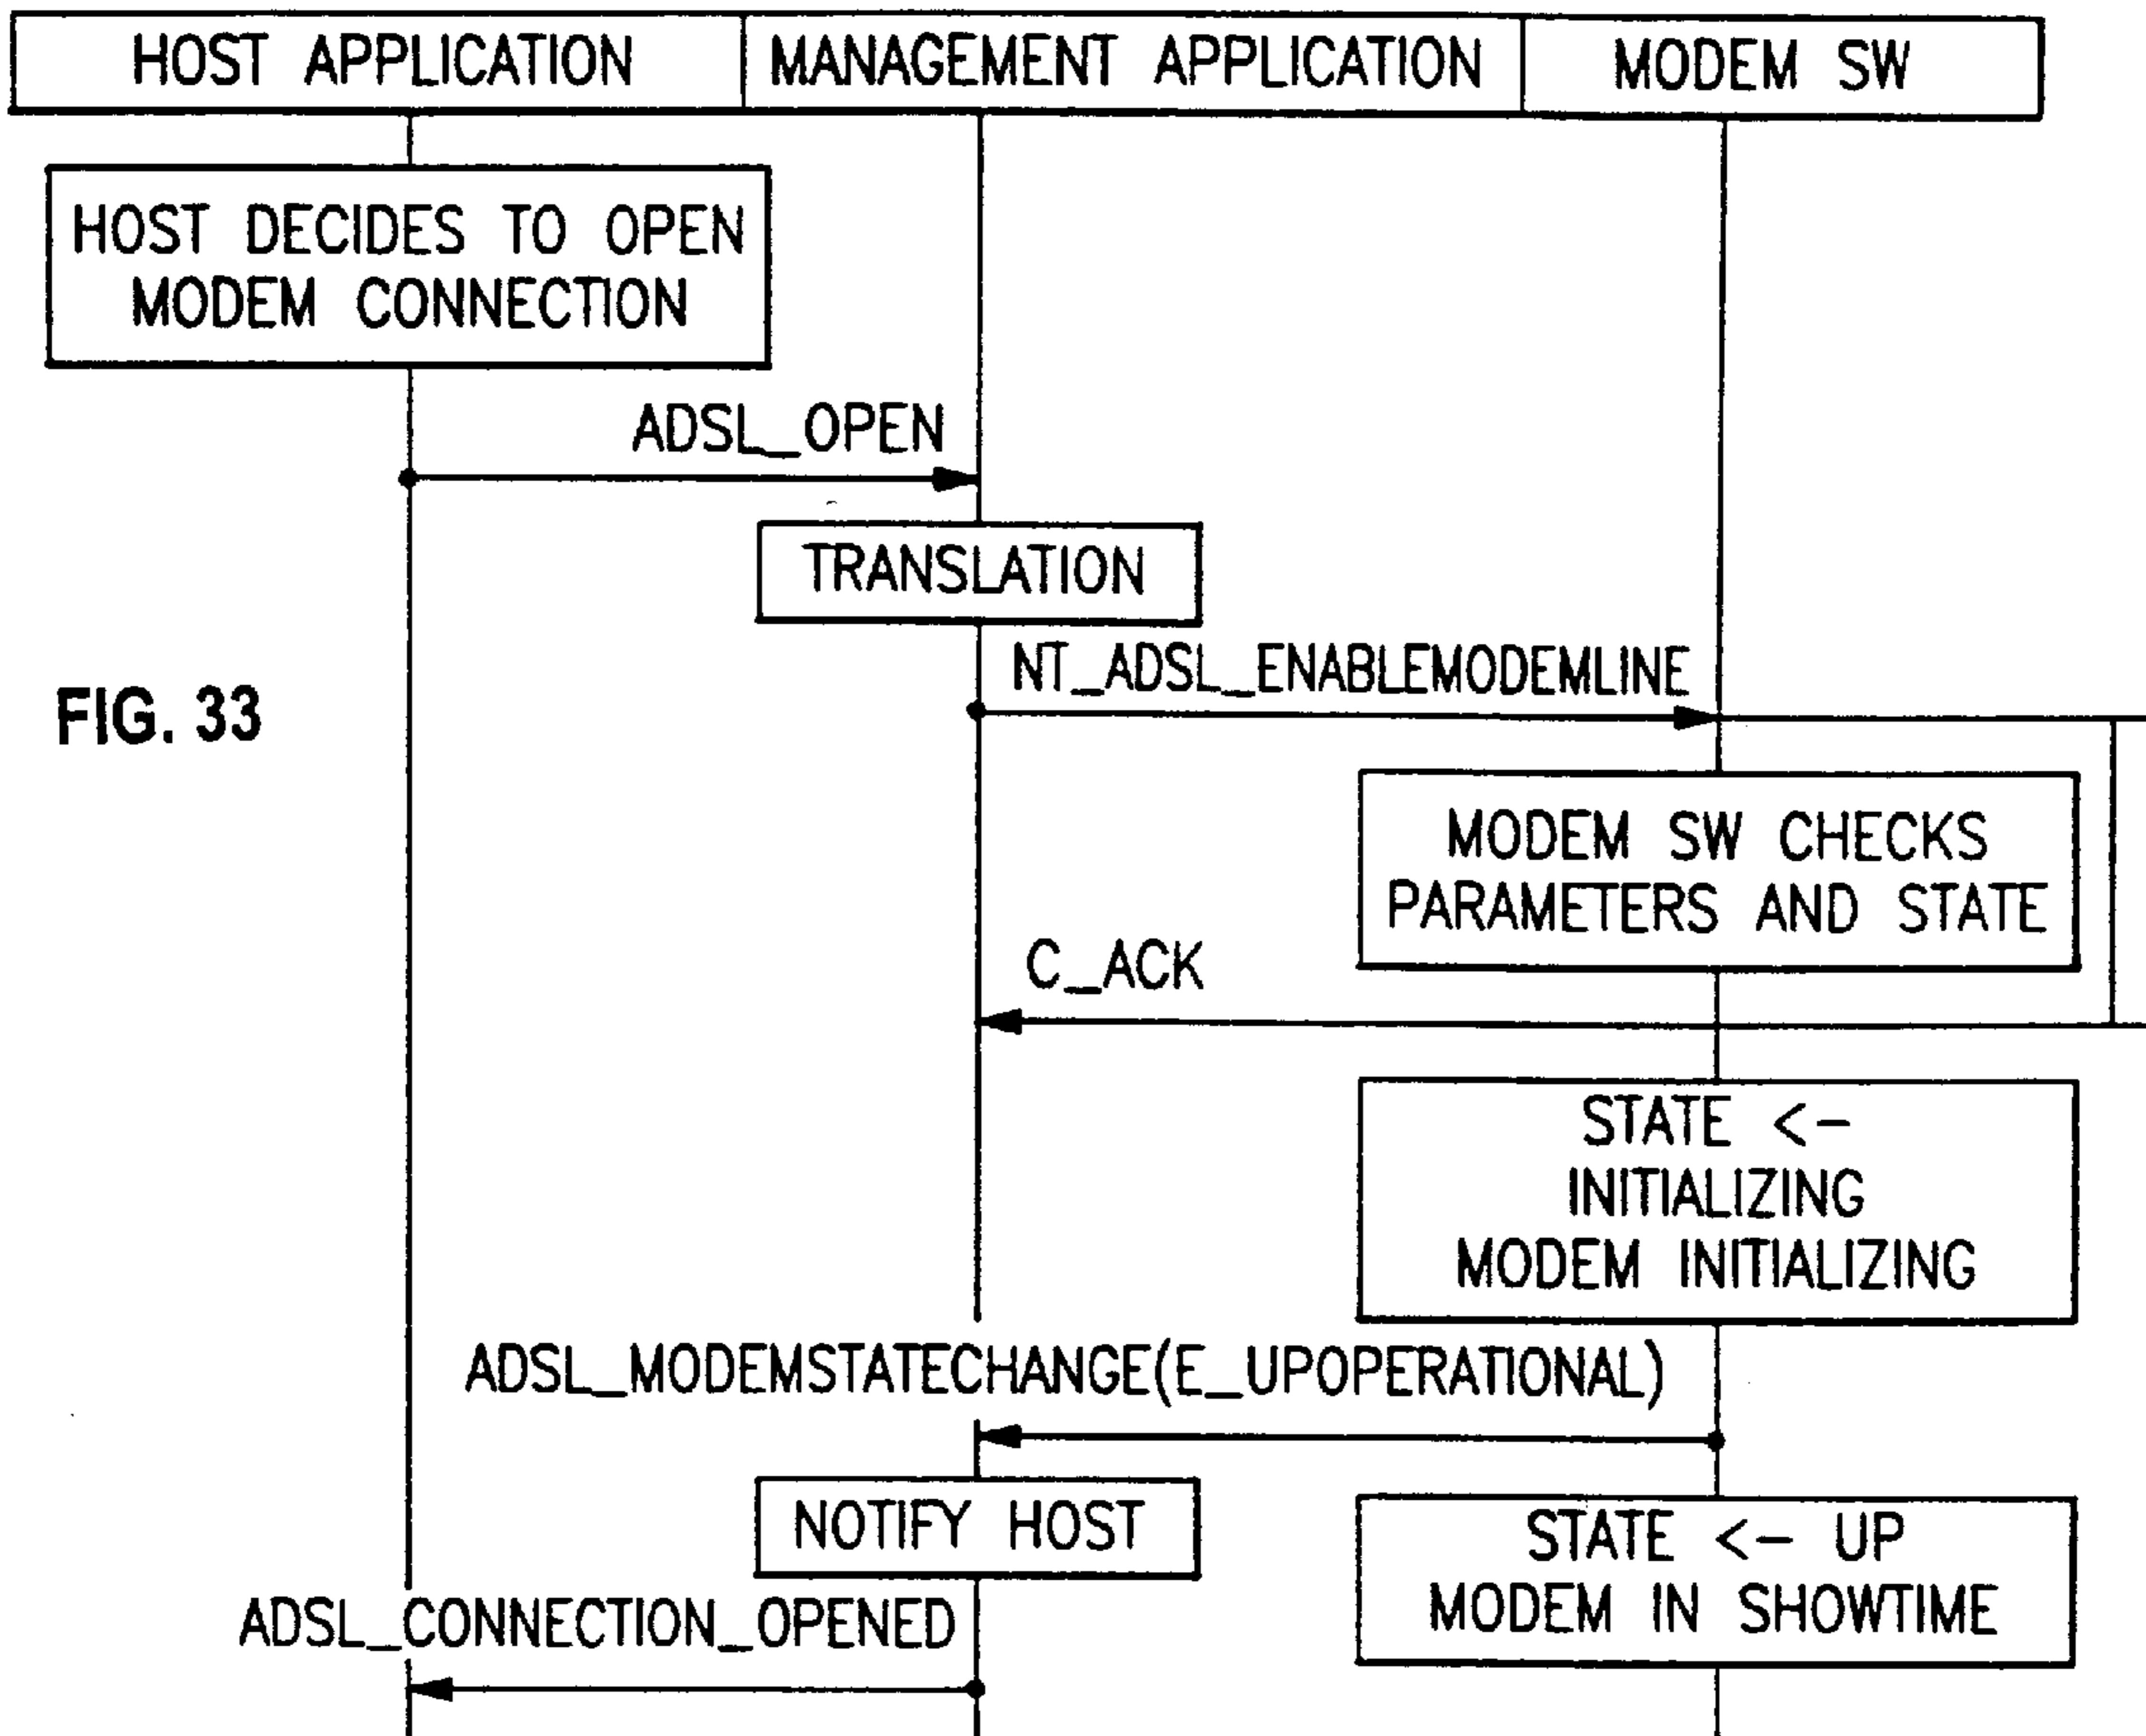 HOST APPLICATION MANAGEMENT APPLICATION MODEM SW
HOST DECIDES TO OPEN
MODEM CONNECTION
ADSL_OPEN
TRANSLATION
NT_ADSL_ENABLEMODEMLINE
FIG. 33
MODEM SW CHECKS
PARAMETERS AND STATE
C_ACK
STATE <-
INITIALIZING
MODEM INITIALIZING
ADSL_MODEMSTATECHANGE(E_UPOPERATIONAL)
NOTIFY HOST
STATE <- UP
MODEM IN SHOWTIME
ADSL_CONNECTION_OPENED